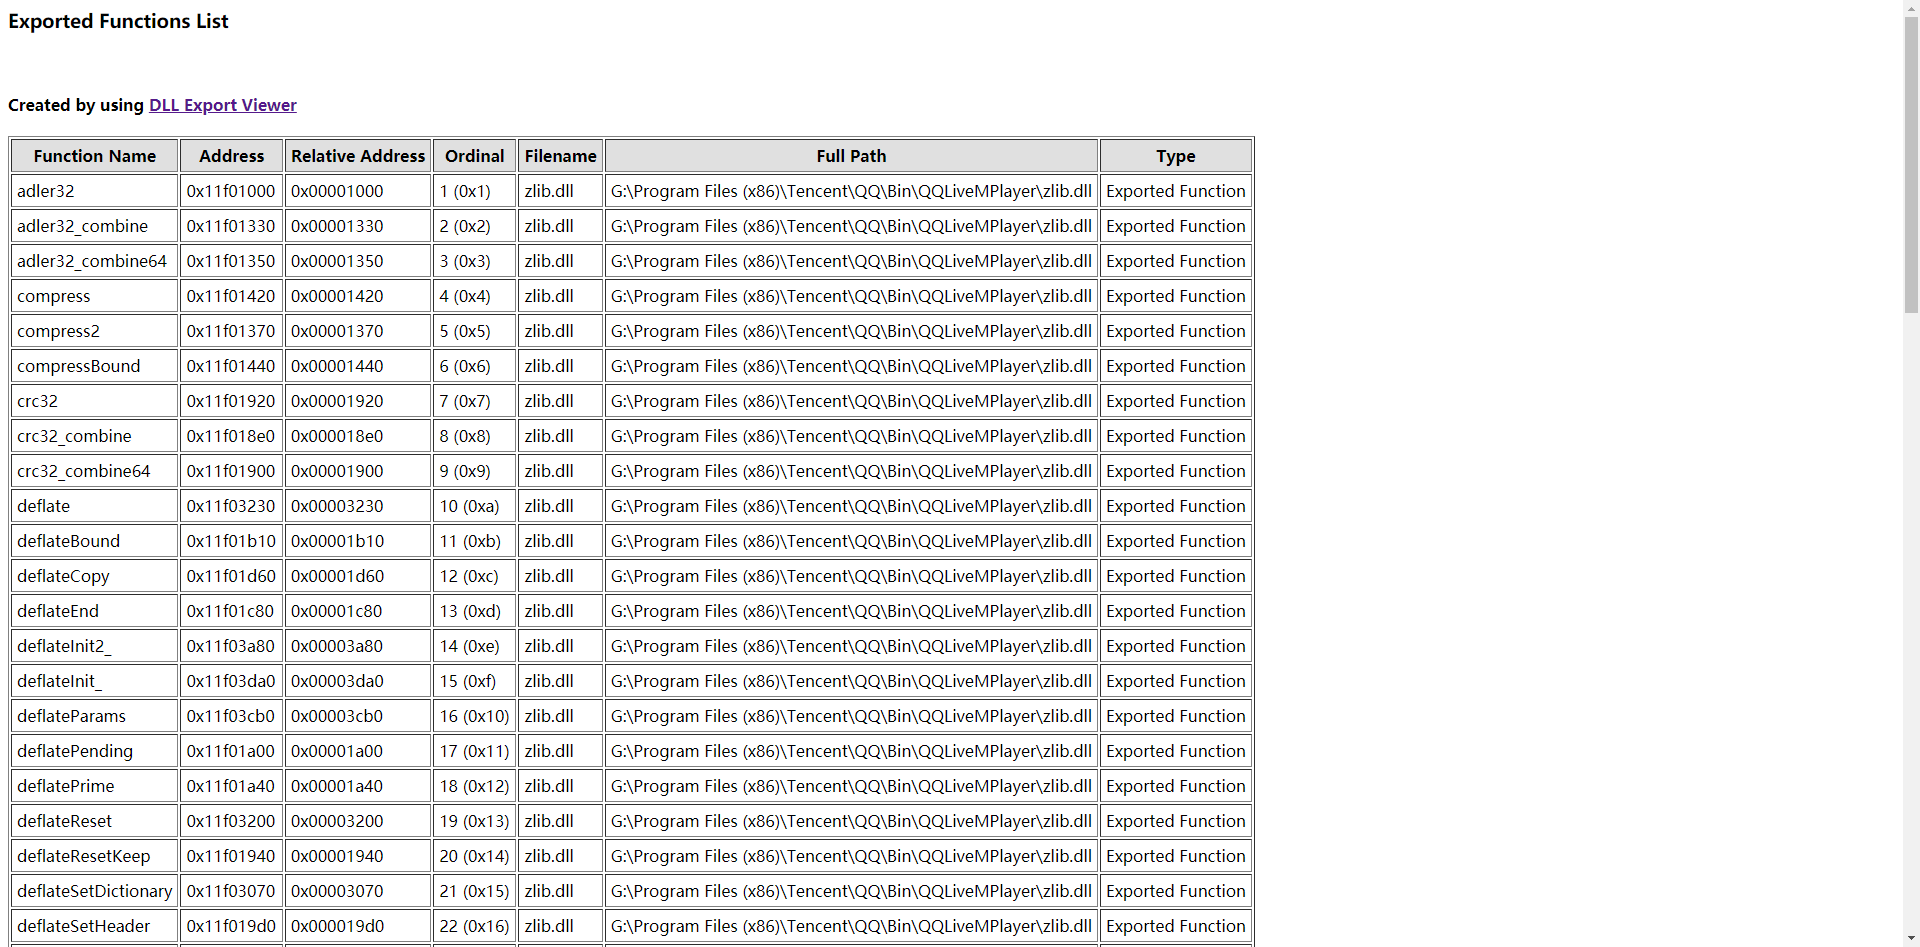 Exported Functions List
Created by using DLL Export Viewer
Function Name Address Relative Address Ordinal Filename Full Path Type
adler32 0x11f01000 0x00001000 1 (0x1) zlib.dll G:\Program Files (x86)\Tencent\QQ\Bin\QQLiveMPlayer\zlib.dll Exported Function
adler32_combine 0x11f01330 0x00001330 2 (0x2) zlib.dll G:\Program Files (x86)\Tencent\QQ\Bin\QQLiveMPlayer\zlib.dll Exported Function
adler32_combine64 0x11f01350 0x00001350 3 (0x3) zlib.dll G:\Program Files (x86)\Tencent\QQ\Bin\QQLiveMPlayer\zlib.dll Exported Function
compress 0x11f01420 0x00001420 4 (0x4) zlib.dll G:\Program Files (x86)\Tencent\QQ\Bin\QQLiveMPlayer\zlib.dll Exported Function
compress2 0x11f01370 0x00001370 5 (0x5) zlib.dll G:\Program Files (x86)\Tencent\QQ\Bin\QQLiveMPlayer\zlib.dll Exported Function
compressBound 0x11f01440 0x00001440 6 (0x6) zlib.dll G:\Program Files (x86)\Tencent\QQ\Bin\QQLiveMPlayer\zlib.dll Exported Function
crc32 0x11f01920 0x00001920 7 (0x7) zlib.dll G:\Program Files (x86)\Tencent\QQ\Bin\QQLiveMPlayer\zlib.dll Exported Function
crc32_combine 0x11f018e0 0x000018e0 8 (0x8) zlib.dll G:\Program Files (x86)\Tencent\QQ\Bin\QQLiveMPlayer\zlib.dll Exported Function
crc32_combine64 0x11f01900 0x00001900 9 (0x9) zlib.dll G:\Program Files (x86)\Tencent\QQ\Bin\QQLiveMPlayer\zlib.dll Exported Function
deflate 0x11f03230 0x00003230 10 (0xa) zlib.dll G:\Program Files (x86)\Tencent\QQ\Bin\QQLiveMPlayer\zlib.dll Exported Function
deflateBound 0x11f01b10 0x00001b10 11 (0xb) zlib.dll G:\Program Files (x86)\Tencent\QQ\Bin\QQLiveMPlayer\zlib.dll Exported Function
deflateCopy 0x11f01d60 0x00001d60 12 (0xc) zlib.dll G:\Program Files (x86)\Tencent\QQ\Bin\QQLiveMPlayer\zlib.dll Exported Function
deflateEnd 0x11f01c80 0x00001c80 13 (0xd) zlib.dll G:\Program Files (x86)\Tencent\QQ\Bin\QQLiveMPlayer\zlib.dll Exported Function
deflateInit2_ 0x11f03a80 0x00003a80 14 (0xe) zlib.dll G:\Program Files (x86)\Tencent\QQ\Bin\QQLiveMPlayer\zlib.dll Exported Function
deflateInit_ 0x11f03da0 0x00003da0 15 (0xf) zlib.dll G:\Program Files (x86)\Tencent\QQ\Bin\QQLiveMPlayer\zlib.dll Exported Function
deflateParams 0x11f03cb0 0x00003cb0 16 (0x10) zlib.dll G:\Program Files (x86)\Tencent\QQ\Bin\QQLiveMPlayer\zlib.dll Exported Function
deflatePending 0x11f01a00 0x00001a00 17 (0x11) zlib.dll G:\Program Files (x86)\Tencent\QQ\Bin\QQLiveMPlayer\zlib.dll Exported Function
deflatePrime 0x11f01a40 0x00001a40 18 (0x12) zlib.dll G:\Program Files (x86)\Tencent\QQ\Bin\QQLiveMPlayer\zlib.dll Exported Function
deflateReset 0x11f03200 0x00003200 19 (0x13) zlib.dll G:\Program Files (x86)\Tencent\QQ\Bin\QQLiveMPlayer\zlib.dll Exported Function
deflateResetKeep 0x11f01940 0x00001940 20 (0x14) zlib.dll G:\Program Files (x86)\Tencent\QQ\Bin\QQLiveMPlayer\zlib.dll Exported Function
deflateSetDictionary 0x11f03070 0x00003070 21 (0x15) zlib.dll G:\Program Files (x86)\Tencent\QQ\Bin\QQLiveMPlayer\zlib.dll Exported Function
deflateSetHeader 0x11f019d0 0x000019d0 22 (0x16) zlib.dll G:\Program Files (x86)\Tencent\QQ\Bin\QQLiveMPlayer\zlib.dll Exported Function